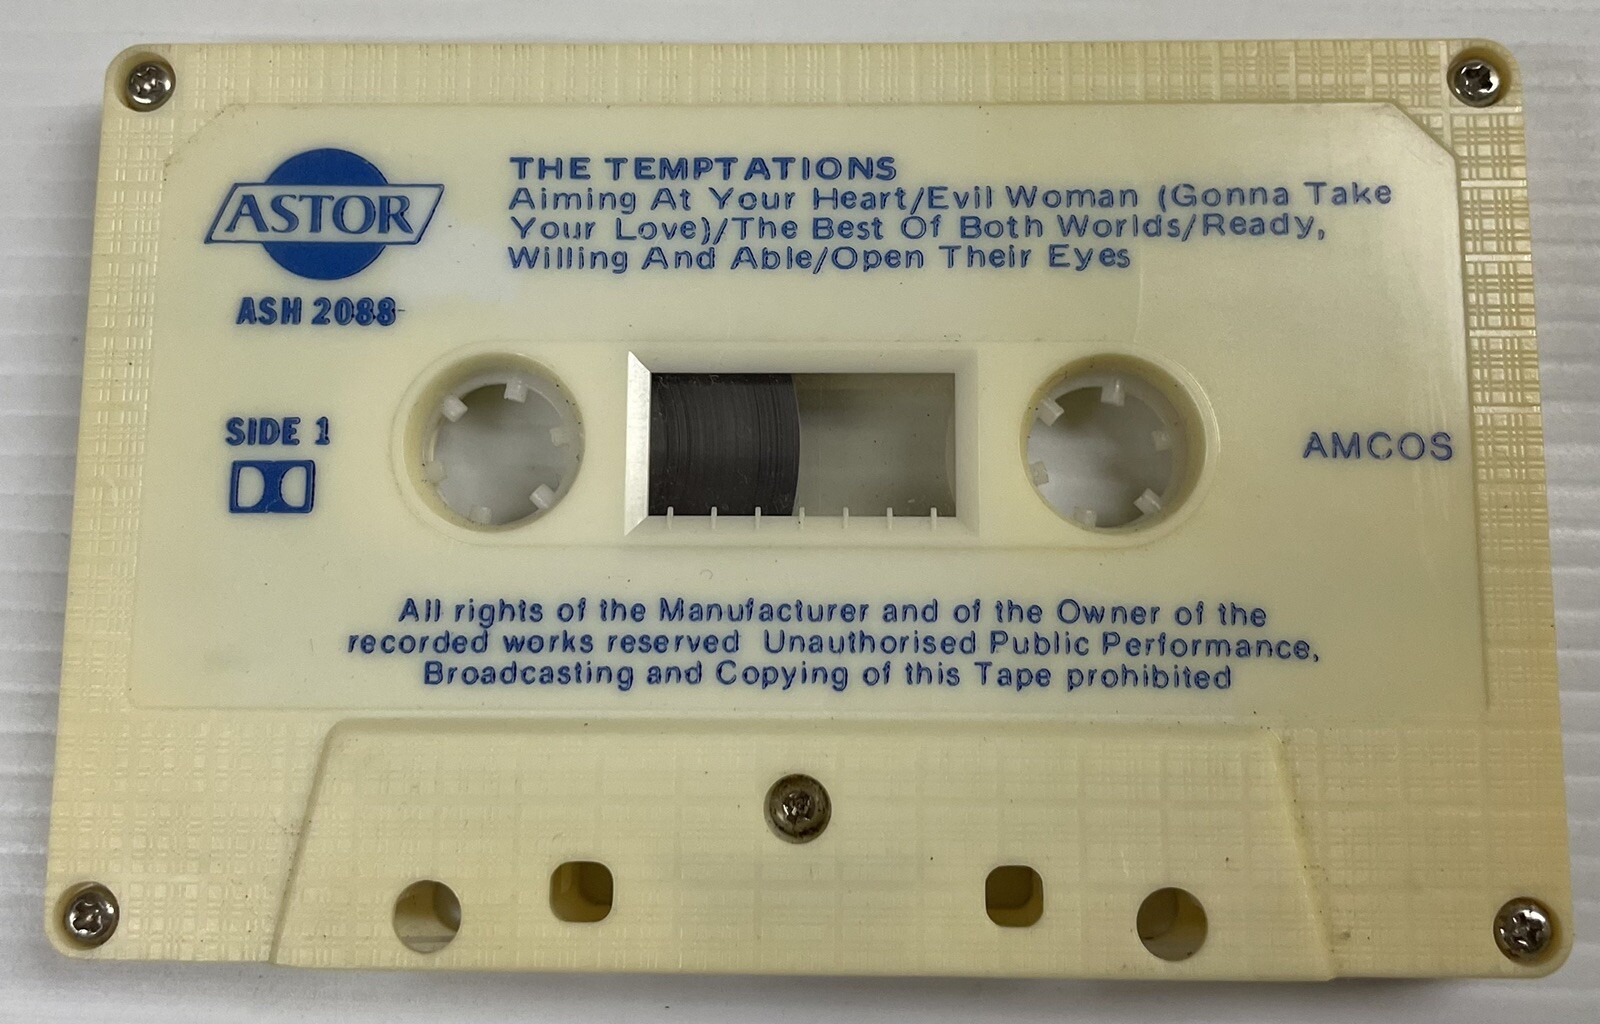 ASTOR
ASH 2088
THE TEMPTATIONS
Aiming At Your Heart/Evil Woman (Gonna Take
Your Love)/The Best Of Both Worlds/Ready,
Willing And Able/Open Their Eyes
SIDE 1
AMCOS
All rights of the Manufacturer and of the Owner of the
recorded works reserved Unauthorised Public Performance,
Broadcasting and Copying of this Tape prohibited